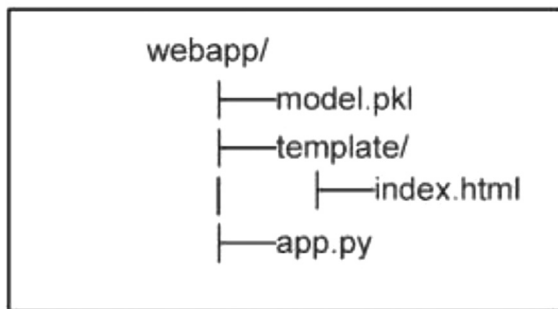 webapp/
model.pkl
template/
index.html
app.py